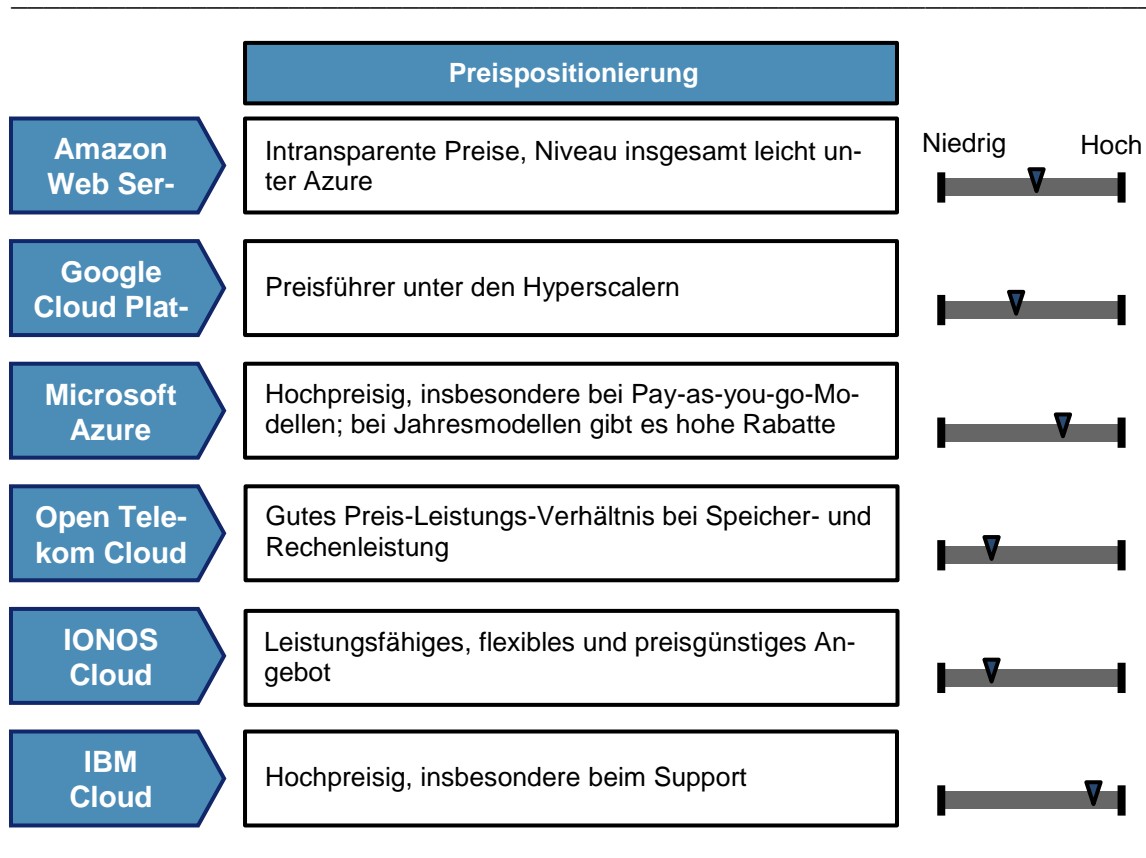 Preispositionierung
Amazon
Web Ser-
Intransparente Preise, Niveau insgesamt leicht un-
ter Azure
Niedrig
Hoch
Google
Cloud Plat-
Preisführer unter den Hyperscalern
Microsoft
Azure
Hochpreisig, insbesondere bei Pay-as-you-go-Mo-
dellen; bei Jahresmodellen gibt es hohe Rabatte
Open Tele-
kom Cloud
Gutes Preis-Leistungs-Verhältnis bei Speicher- und
Rechenleistung
IONOS
Cloud
Leistungsfähiges, flexibles und preisgünstiges An-
gebot
IBM
Cloud
Hochpreisig, insbesondere beim Support